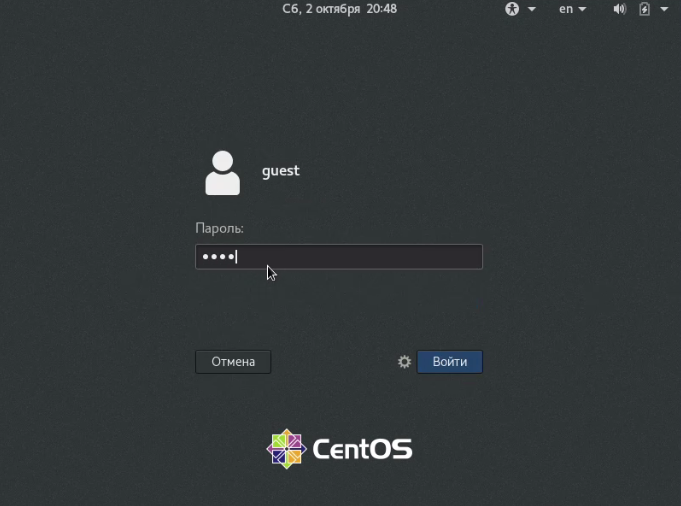 Сб, 2 октября 20:48
en
guest
Пароль:
••••
Отмена
Войти
CentOS